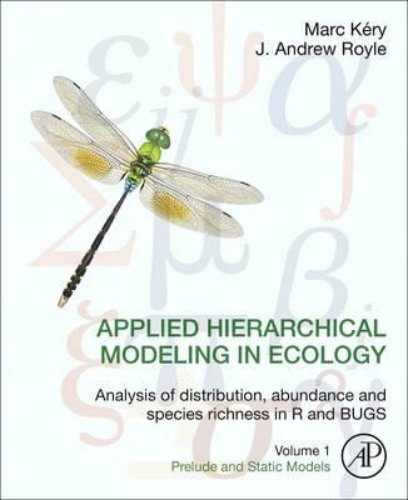 Marc Kéry
J. Andrew Royle
APPLIED HIERARCHICAL
MODELING IN ECOLOGY
Analysis of distribution, abundance and
species richness in R and BUGS
Volume 1
Prelude and Static Models
AP